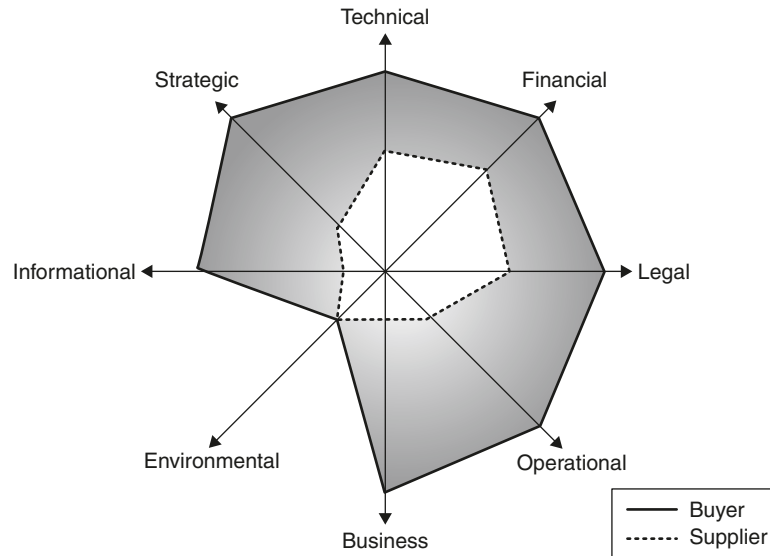 Technical
Strategic
Financial
Informational
Legal
Environmental
Operational
Business
Buyer
Supplier